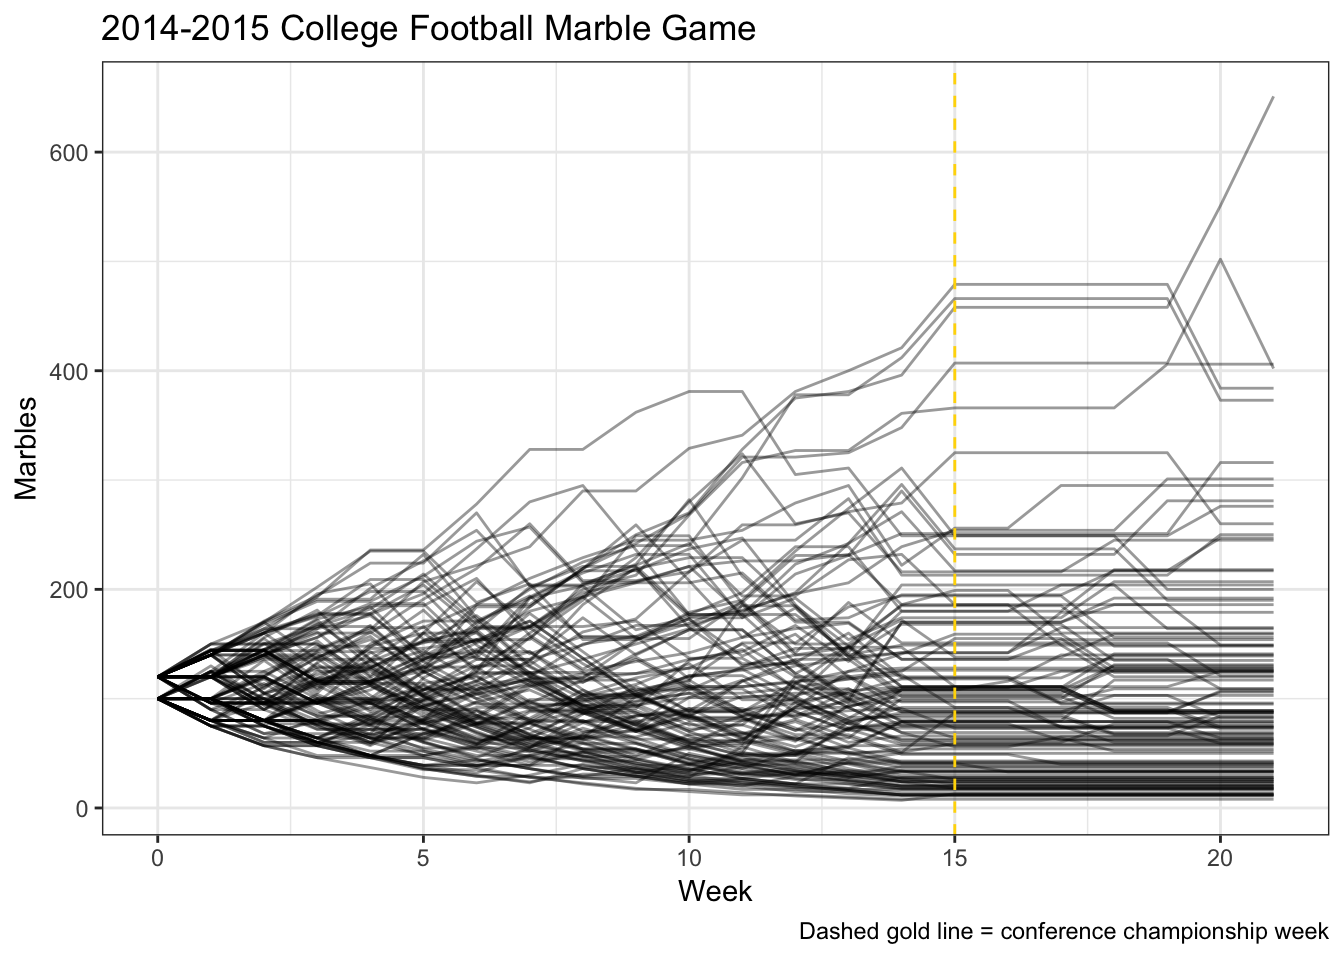 2014-2015 College Football Marble Game
Marbles
600
400
200
0
0 5 10 15 20
Week
Dashed gold line = conference championship week